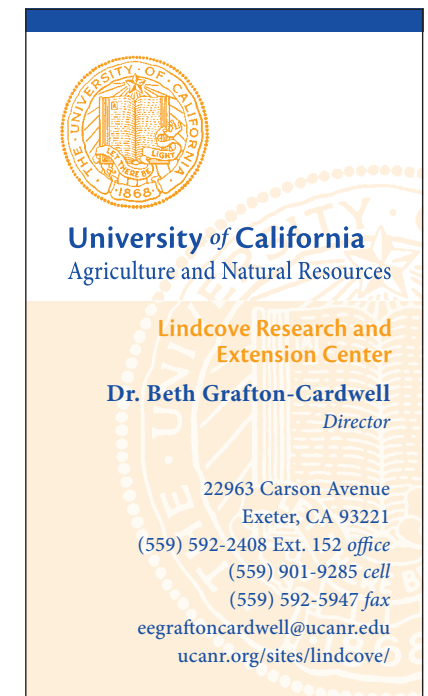 THE · UNIVERSITY · OF · CALIFORNIA
LET THERE BE LIGHT
· 1868 ·
University of California
Agriculture and Natural Resources
Lindcove Research and
Extension Center
Dr. Beth Grafton-Cardwell
Director
22963 Carson Avenue
Exeter, CA 93221
(559) 592-2408 Ext. 152 office
(559) 901-9285 cell
(559) 592-5947 fax
eegraftoncardwell@ucanr.edu
ucanr.org/sites/lindcove/